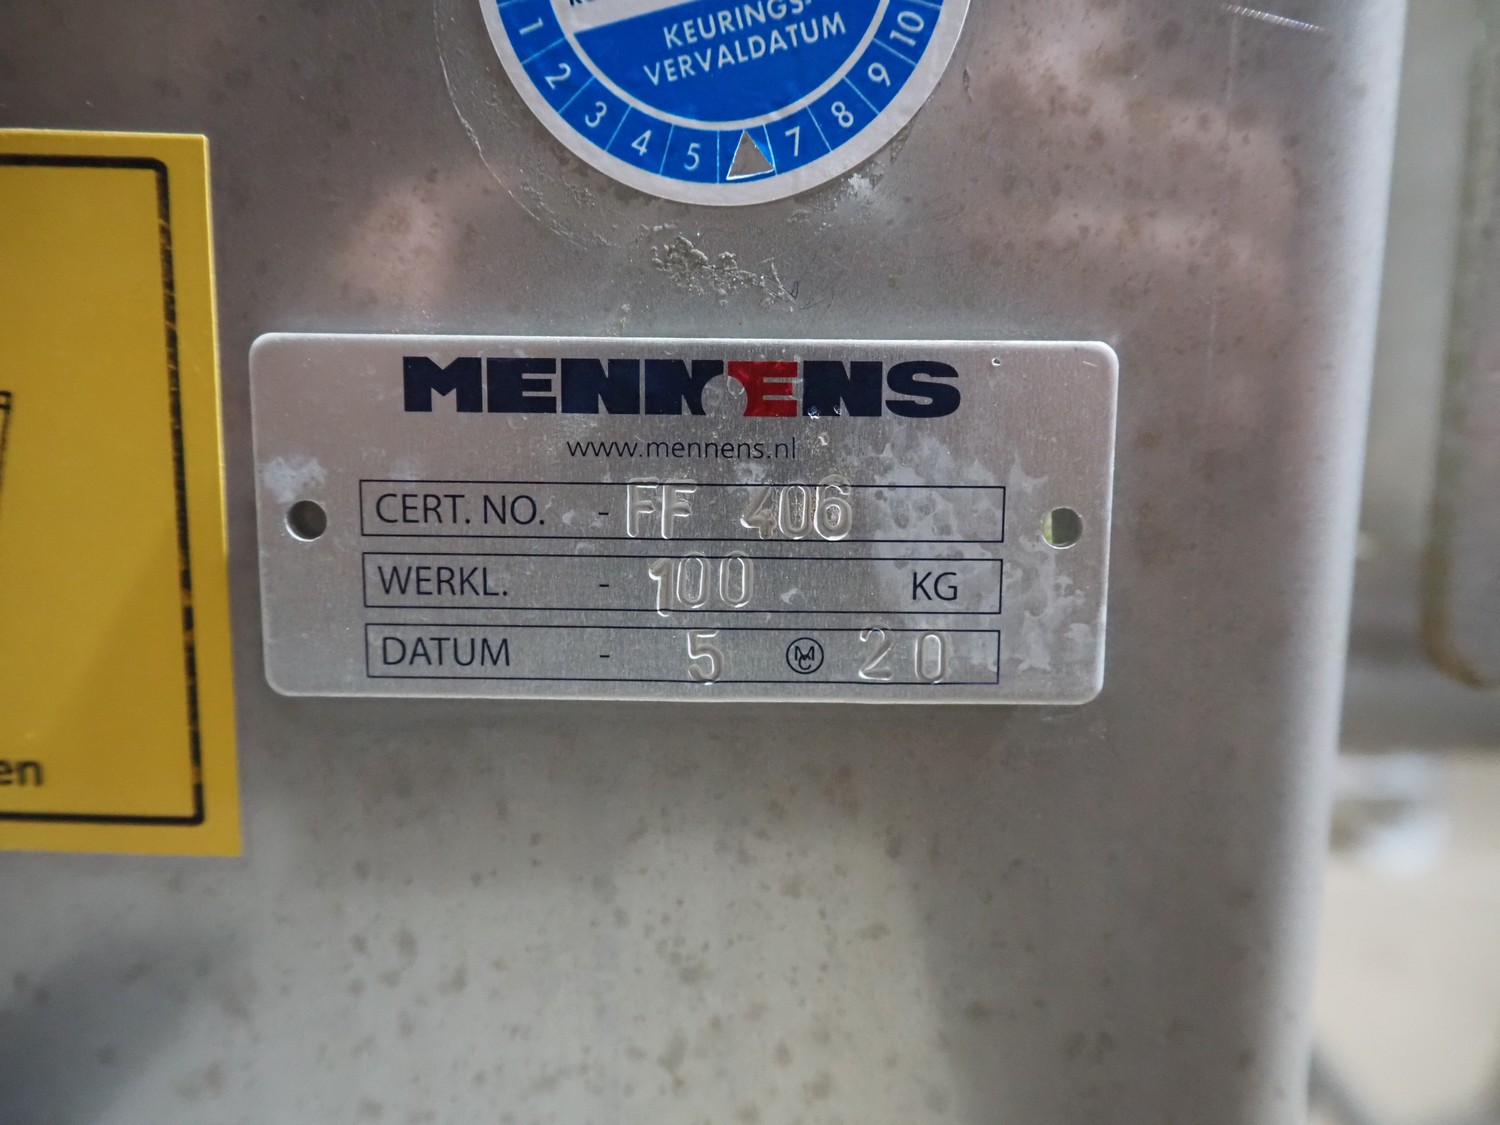 KEURINGS-
VERVALDATUM
1 2 3 4 5 7 8 9 10
MENNENS
www.mennens.nl
CERT. NO. - FF 406
WERKL. - 100 KG
DATUM - 5 MC 20
en